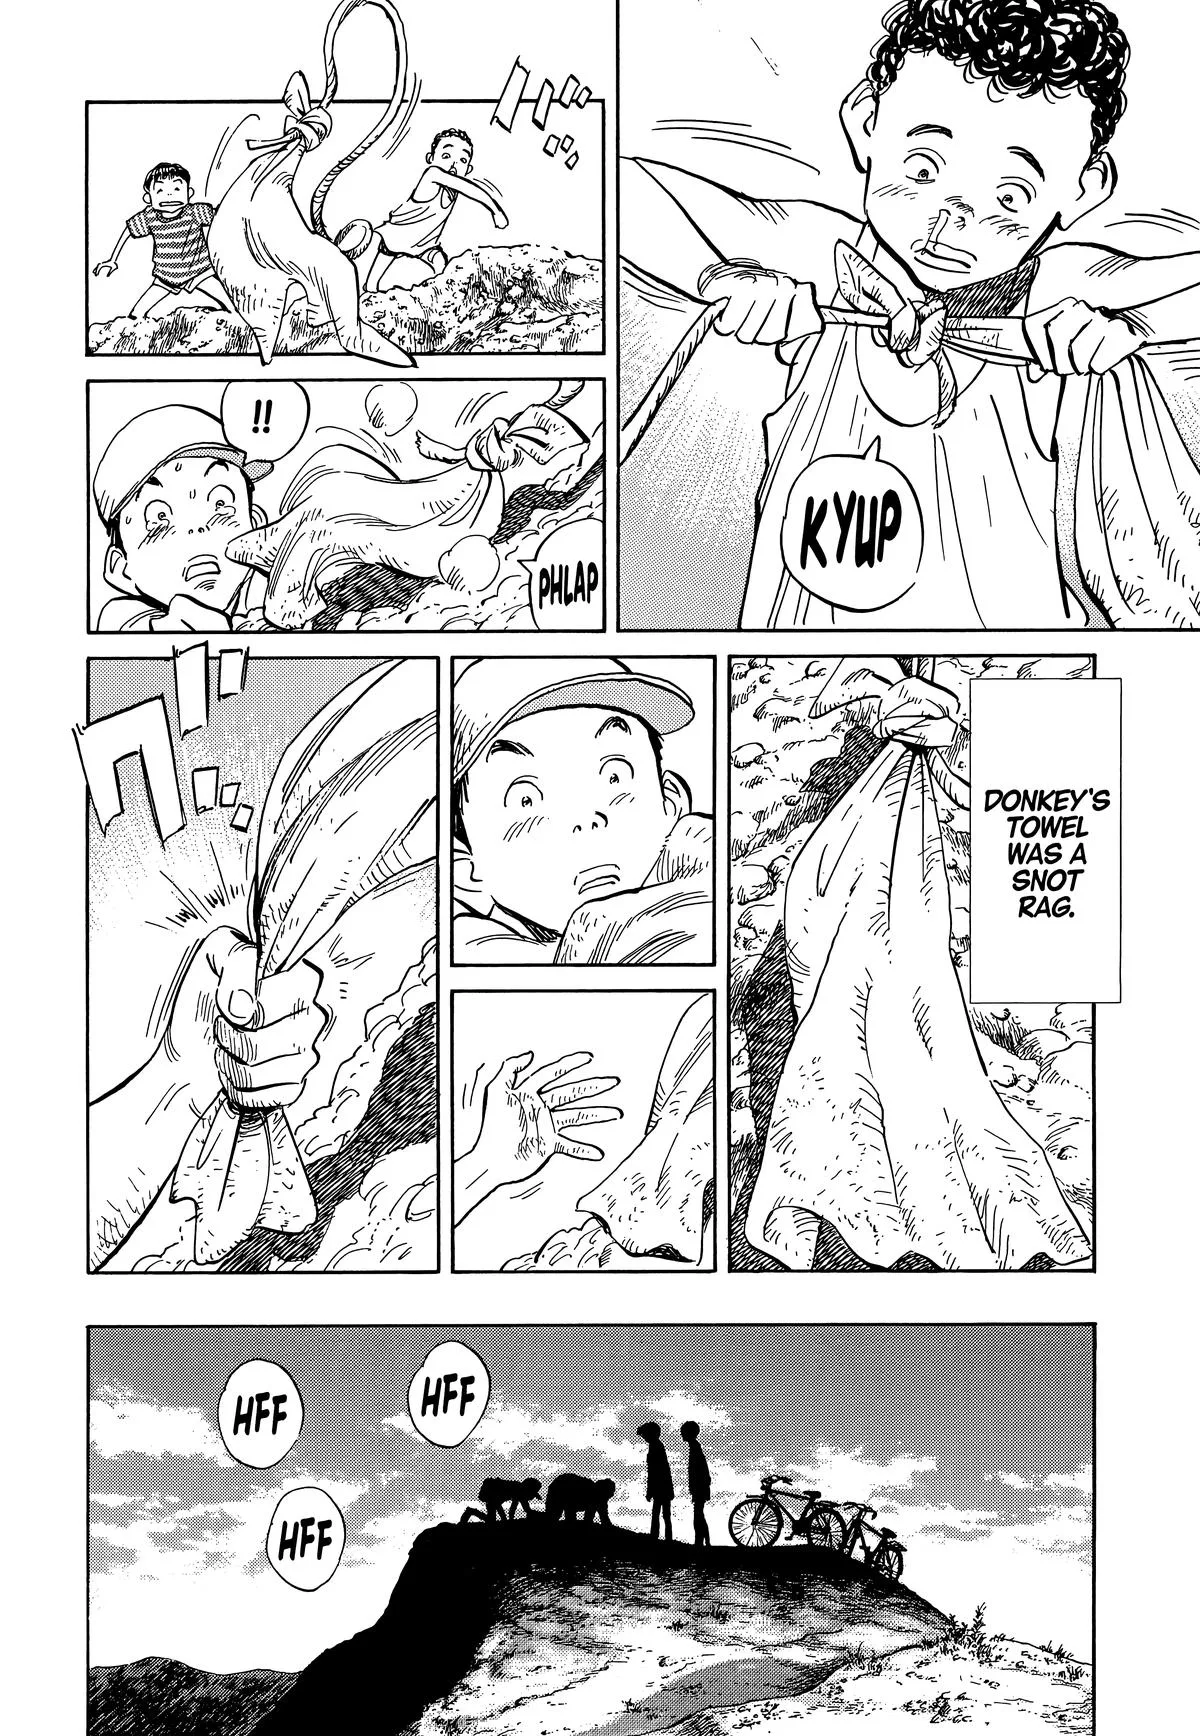 KYUP
!!
PHLAP
DONKEY'S
TOWEL
WAS A
SNOT
RAG.
HFF
HFF
HFF